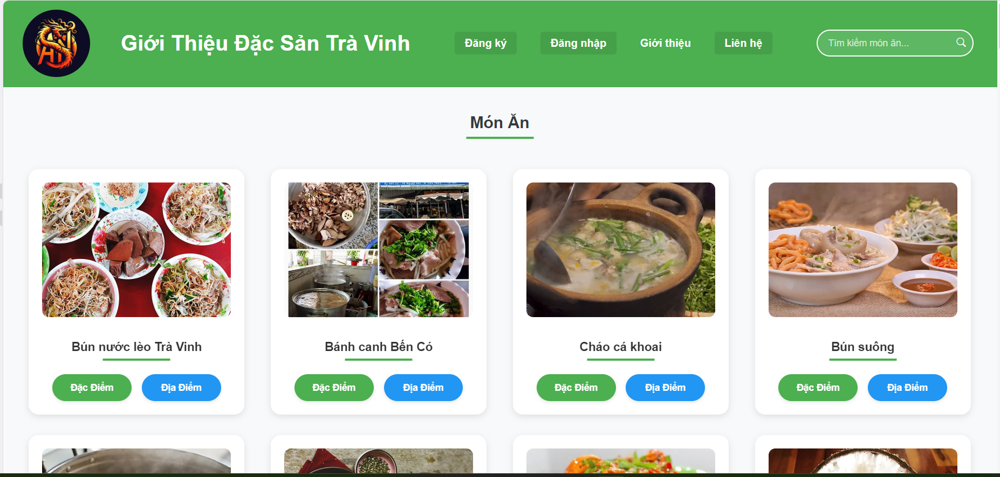 Giới Thiệu Đặc Sản Trà Vinh
Đăng ký
Đăng nhập
Giới thiệu
Liên hệ
Tìm kiếm món ăn...
Món Ăn
Bún nước lèo Trà Vinh
Đặc Điểm
Địa Điểm
Bánh canh Bến Có
Đặc Điểm
Địa Điểm
Cháo cá khoai
Đặc Điểm
Địa Điểm
Bún suông
Đặc Điểm
Địa Điểm